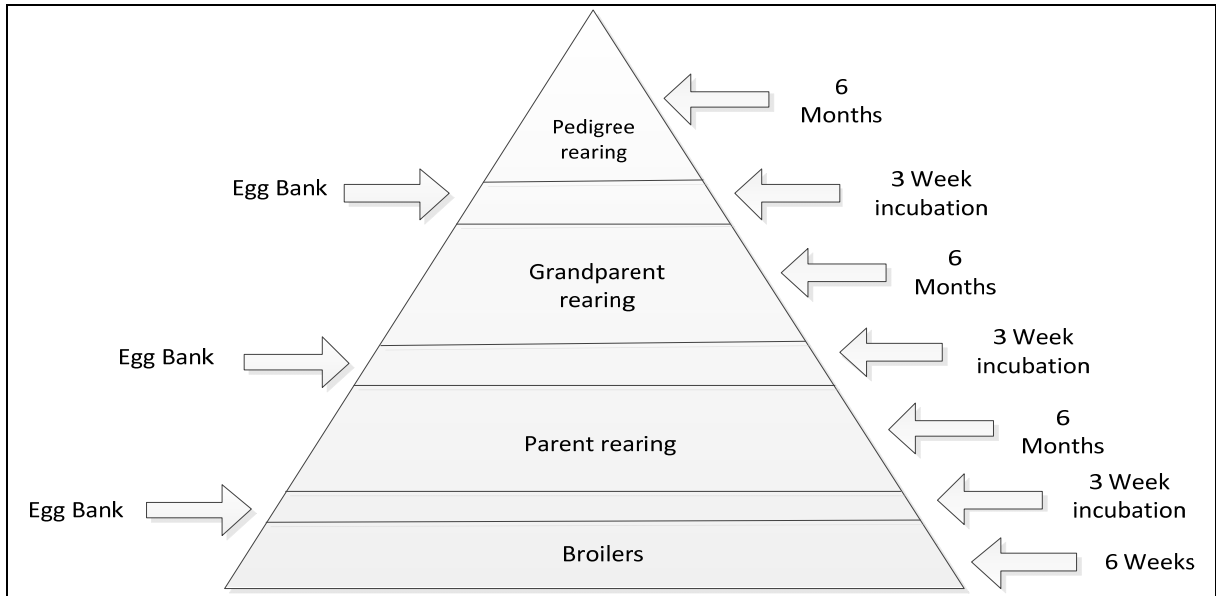 6
Months
Pedigree
rearing
Egg Bank
3 Week
incubation
Grandparent
rearing
6
Months
Egg Bank
3 Week
incubation
Parent rearing
6
Months
Egg Bank
3 Week
incubation
Broilers
6 Weeks